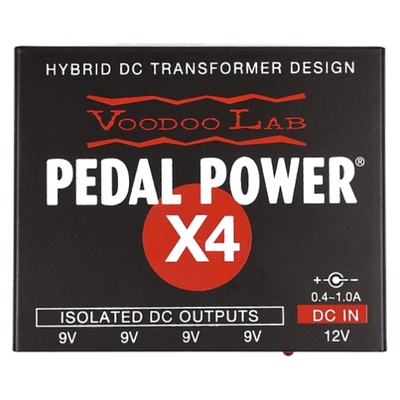 HYBRID DC TRANSFORMER DESIGN
VOODOO LAB
PEDAL POWER®
X4
+ −
0.4~1.0A
ISOLATED DC OUTPUTS DC IN
9V 9V 9V 9V 12V